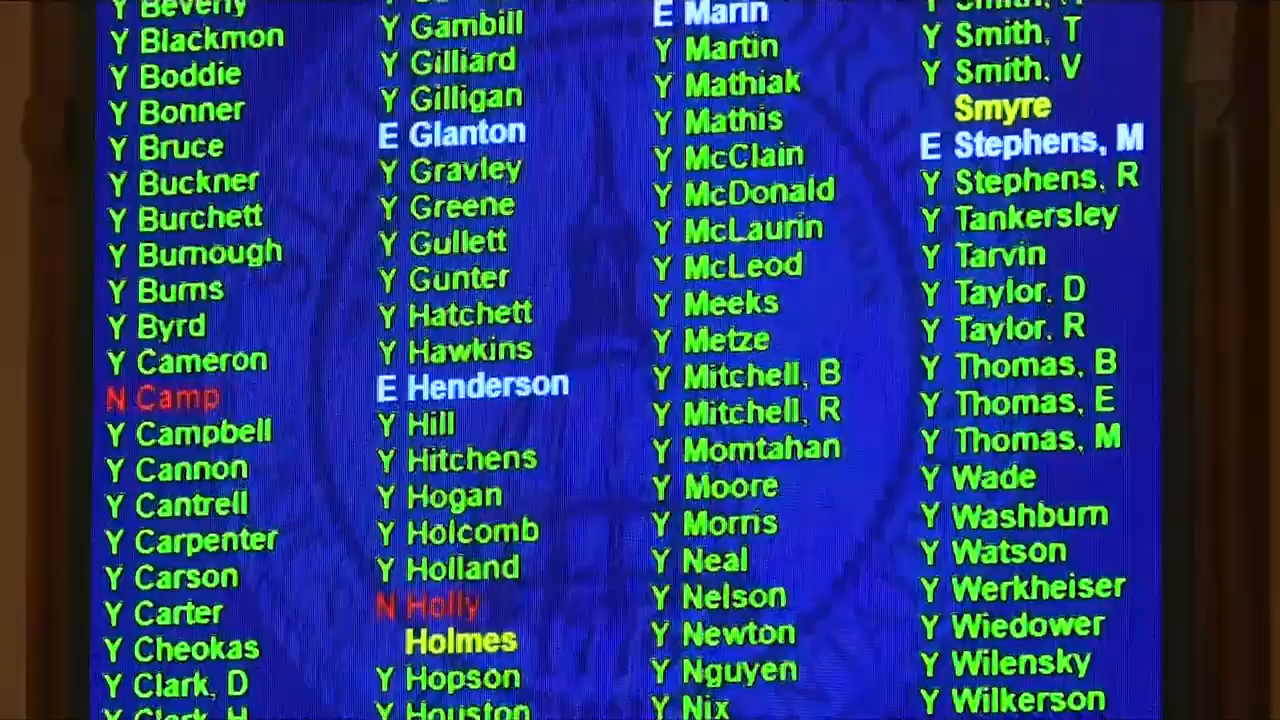 Y Beverly
Y Blackmon
Y Boddie
Y Bonner
Y Bruce
Y Buckner
Y Burchett
Y Burnough
Y Burns
Y Byrd
Y Cameron
N Camp
Y Campbell
Y Cannon
Y Cantrell
Y Carpenter
Y Carson
Y Carter
Y Cheokas
Y Clark, D
Y Clark, H
Y Gambill
Y Gilliard
Y Gilligan
E Glanton
Y Gravley
Y Greene
Y Gullett
Y Gunter
Y Hatchett
Y Hawkins
E Henderson
Y Hill
Y Hitchens
Y Hogan
Y Holcomb
Y Holland
N Holly
Holmes
Y Hopson
Y Houston
E Marin
Y Martin
Y Mathiak
Y Mathis
Y McClain
Y McDonald
Y McLaurin
Y McLeod
Y Meeks
Y Metze
Y Mitchell, B
Y Mitchell, R
Y Momtahan
Y Moore
Y Morris
Y Neal
Y Nelson
Y Newton
Y Nguyen
Y Nix
Y Smith,
Y Smith, T
Y Smith, V
Smyre
E Stephens, M
Y Stephens, R
Y Tankersley
Y Tarvin
Y Taylor, D
Y Taylor, R
Y Thomas, B
Y Thomas, E
Y Thomas, M
Y Wade
Y Washburn
Y Watson
Y Werkheiser
Y Wiedower
Y Wilensky
Y Wilkerson